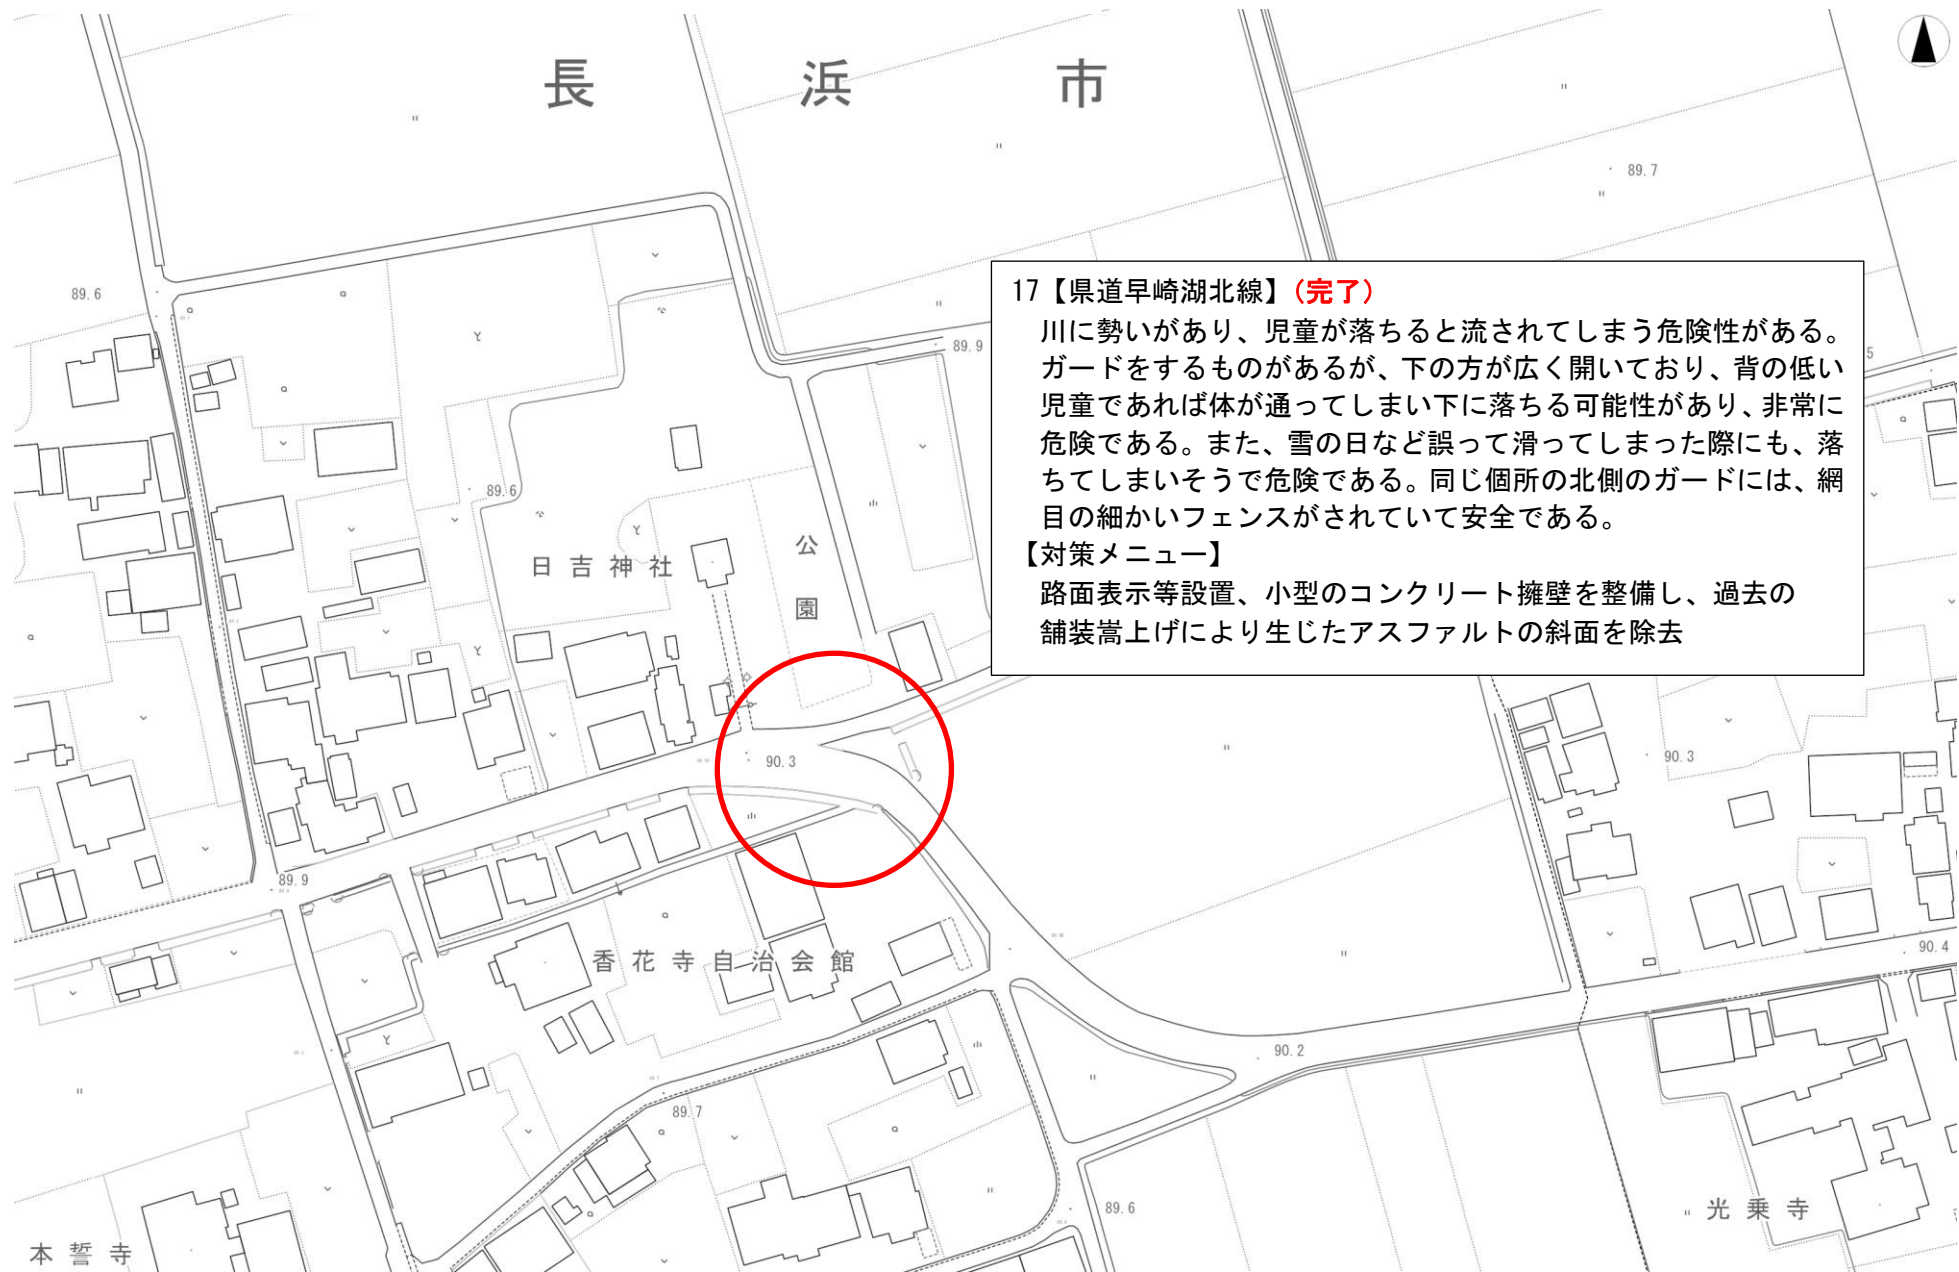 長浜市
89.7
89.6
17【県道早崎湖北線】(完了)
川に勢いがあり、児童が落ちると流されてしまう危険性がある。
ガードをするものがあるが、下の方が広く開いており、背の低い
児童であれば体が通ってしまい下に落ちる可能性があり、非常に
危険である。また、雪の日など誤って滑ってしまった際にも、落
ちてしまいそうで危険である。同じ個所の北側のガードには、網
目の細かいフェンスがされていて安全である。
【対策メニュー】
路面表示等設置、小型のコンクリート擁壁を整備し、過去の
舗装嵩上げにより生じたアスファルトの斜面を除去
89.9
5
89.6
日吉神社
公園
90.3
90.3
89.9
香花寺自治会館
90.4
90.2
89.7
89.6
光乗寺
本誓寺